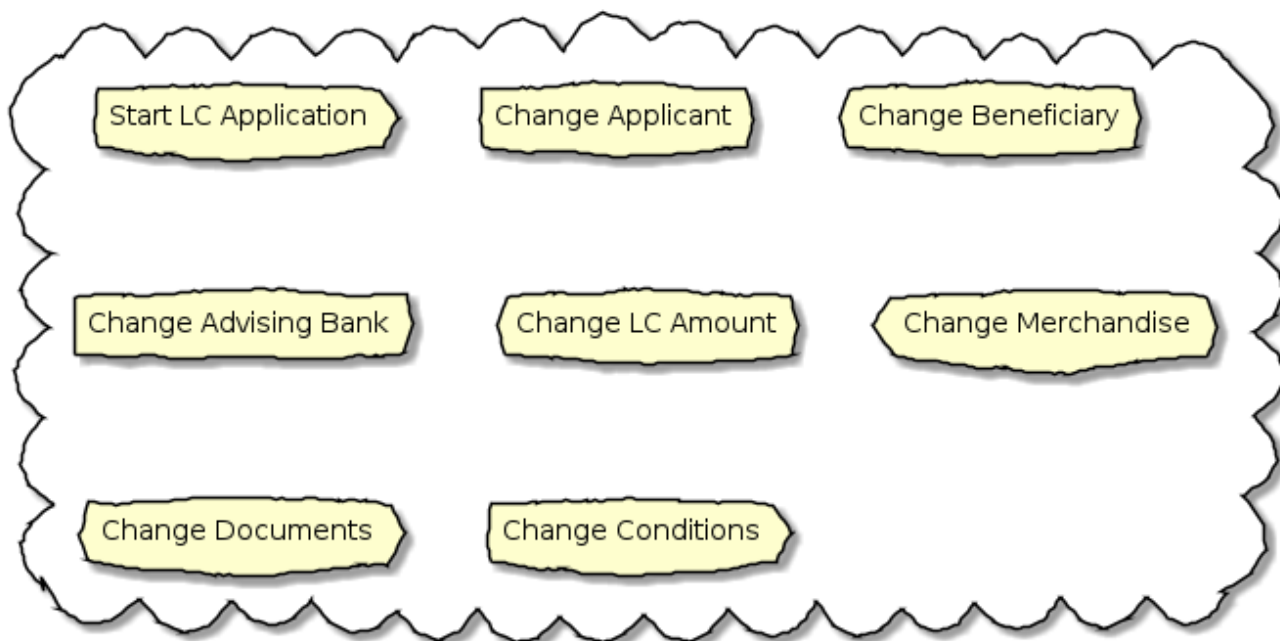 Start LC Application
Change Applicant
Change Beneficiary
Change Advising Bank
Change LC Amount
Change Merchandise
Change Documents
Change Conditions